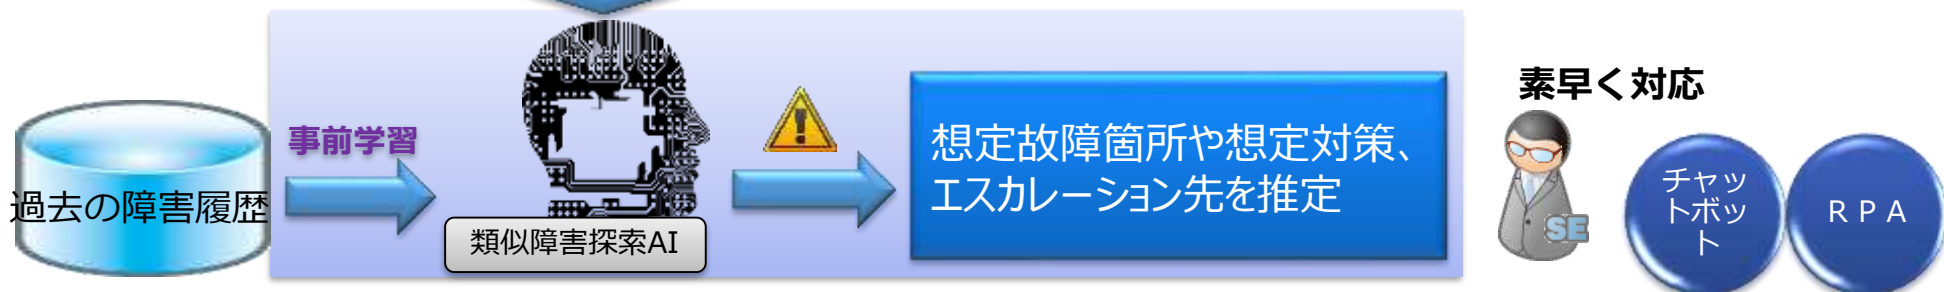 過去の障害履歴
事前学習
類似障害探索AI
想定故障箇所や想定対策、
エスカレーション先を推定
素早く対応
SE
チャッ
トボッ
ト
ＲＰＡ